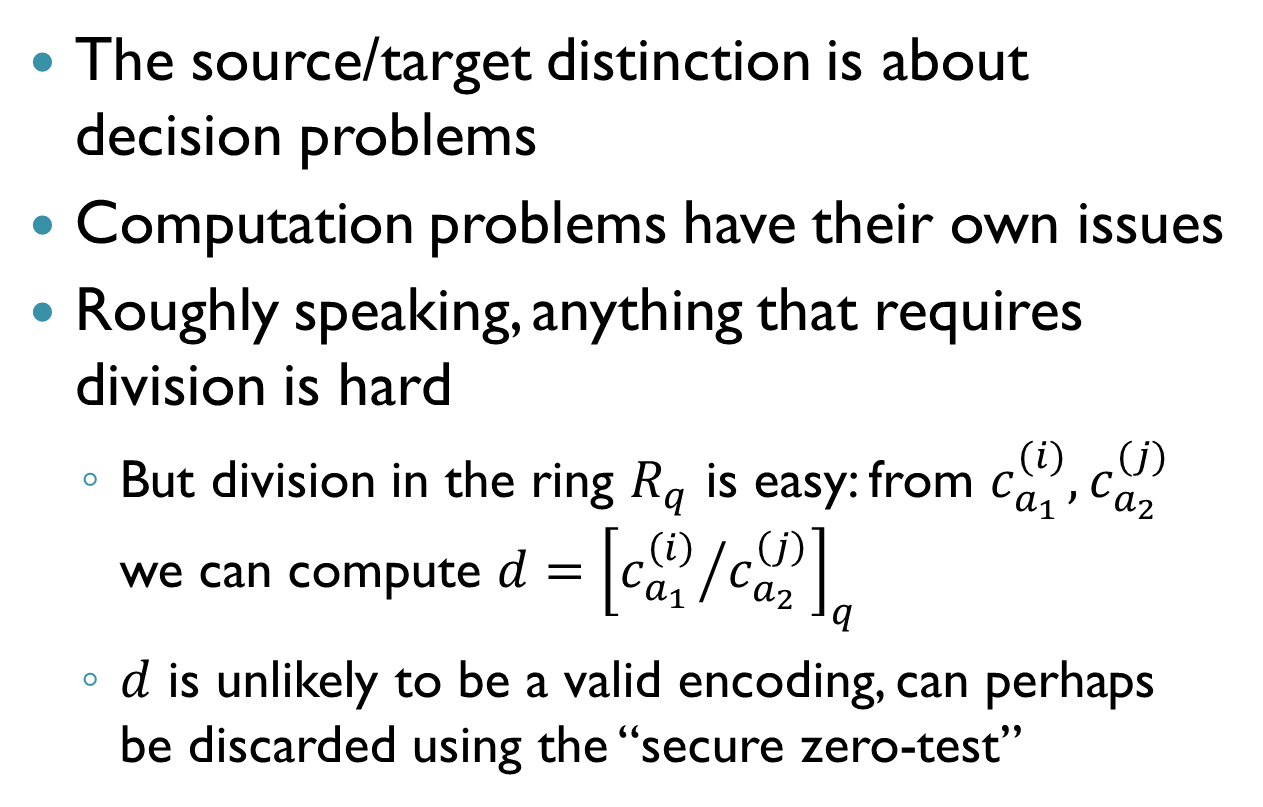 • The source/target distinction is about
decision problems
• Computation problems have their own issues
• Roughly speaking, anything that requires
division is hard
◦ But division in the ring $R_q$ is easy: from $c_{a_1}^{(i)}, c_{a_2}^{(j)}$
we can compute $d = \left[ c_{a_1}^{(i)} / c_{a_2}^{(j)} \right]_q$
◦ $d$ is unlikely to be a valid encoding, can perhaps
be discarded using the “secure zero-test”